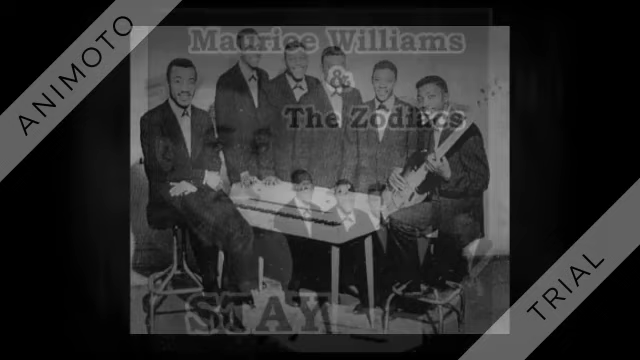 Maurice Williams
&
The Zodiacs
STAY
ANIMOTO
TRIAL